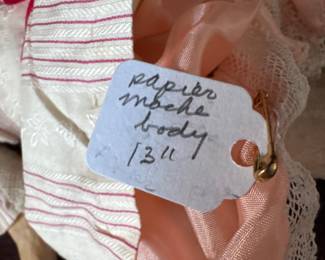 papier
mache
body
13"